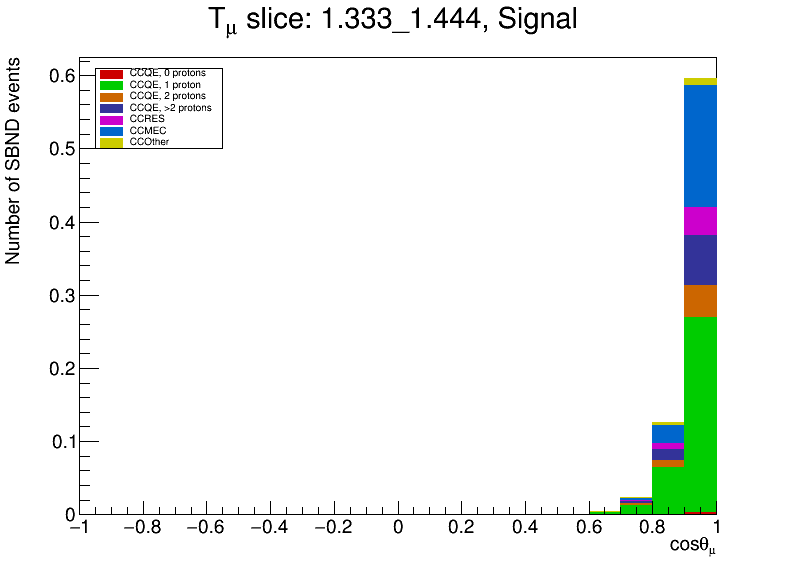 Tμ slice: 1.333_1.444, Signal
Number of SBND events
CCQE, 0 protons
CCQE, 1 proton
CCQE, 2 protons
CCQE, >2 protons
CCRES
CCMEC
CCOther
0.6
0.5
0.4
0.3
0.2
0.1
0
−1 −0.8 −0.6 −0.4 −0.2 0 0.2 0.4 0.6 0.8 1
cosθμ